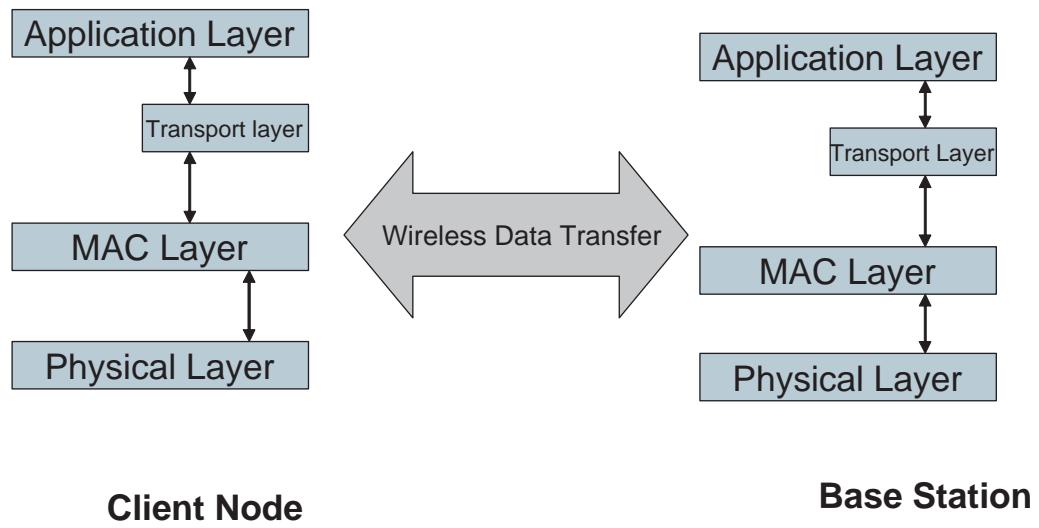 Application Layer
Transport layer
MAC Layer
Physical Layer
Client Node
Wireless Data Transfer
Application Layer
Transport Layer
MAC Layer
Physical Layer
Base Station